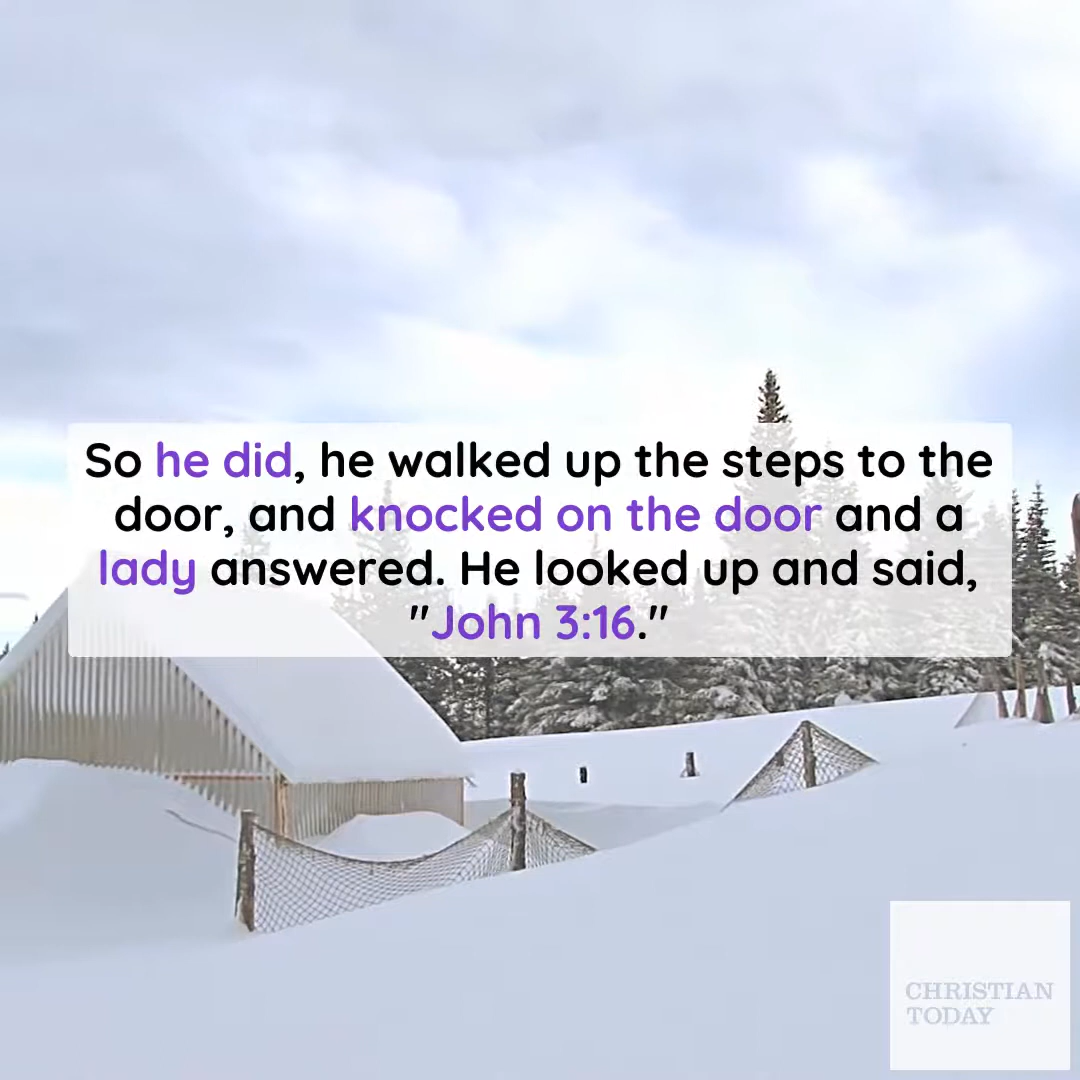 So he did, he walked up the steps to the
door, and knocked on the door and a
lady answered. He looked up and said,
"John 3:16."
CHRISTIAN
TODAY